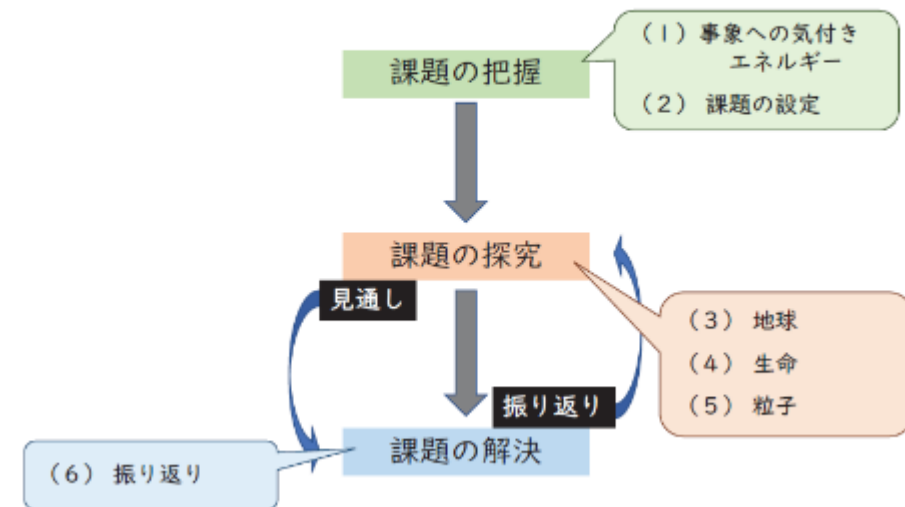 (1) 事象への気付き
エネルギー
(2) 課題の設定
課題の把握
課題の探究
見通し
(3) 地球
(4) 生命
(5) 粒子
振り返り
課題の解決
(6) 振り返り